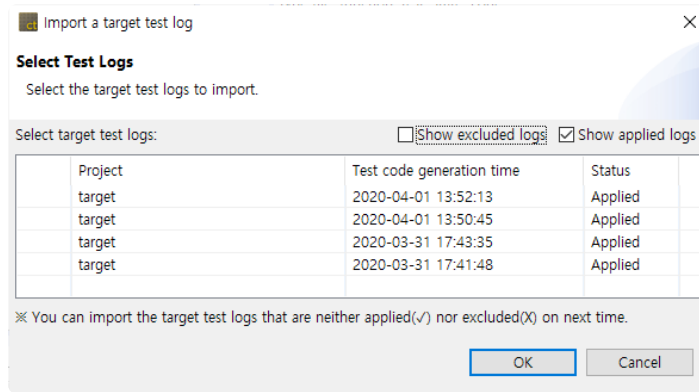 ct Import a target test log
Select Test Logs
Select the target test logs to import.
Select target test logs: Show excluded logs Show applied logs
Project Test code generation time Status
target 2020-04-01 13:52:13 Applied
target 2020-04-01 13:50:45 Applied
target 2020-03-31 17:43:35 Applied
target 2020-03-31 17:41:48 Applied
※ You can import the target test logs that are neither applied(✓) nor excluded(X) on next time.
OK Cancel